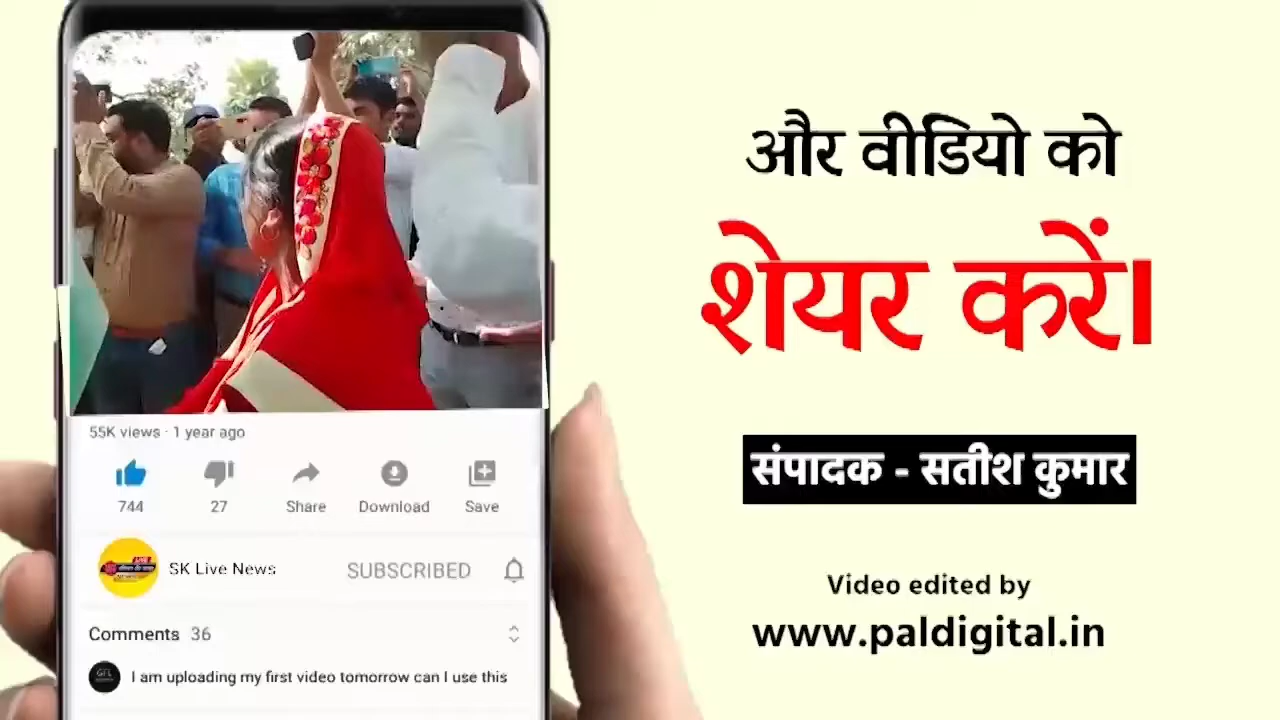 और वीडियो को
शेयर करें।
संपादक - सतीश कुमार
Video edited by
www.paldigital.in
55K views · 1 year ago
744
27
Share
Download
Save
SK Live News
SUBSCRIBED
Comments 36
GFL
I am uploading my first video tomorrow can I use this